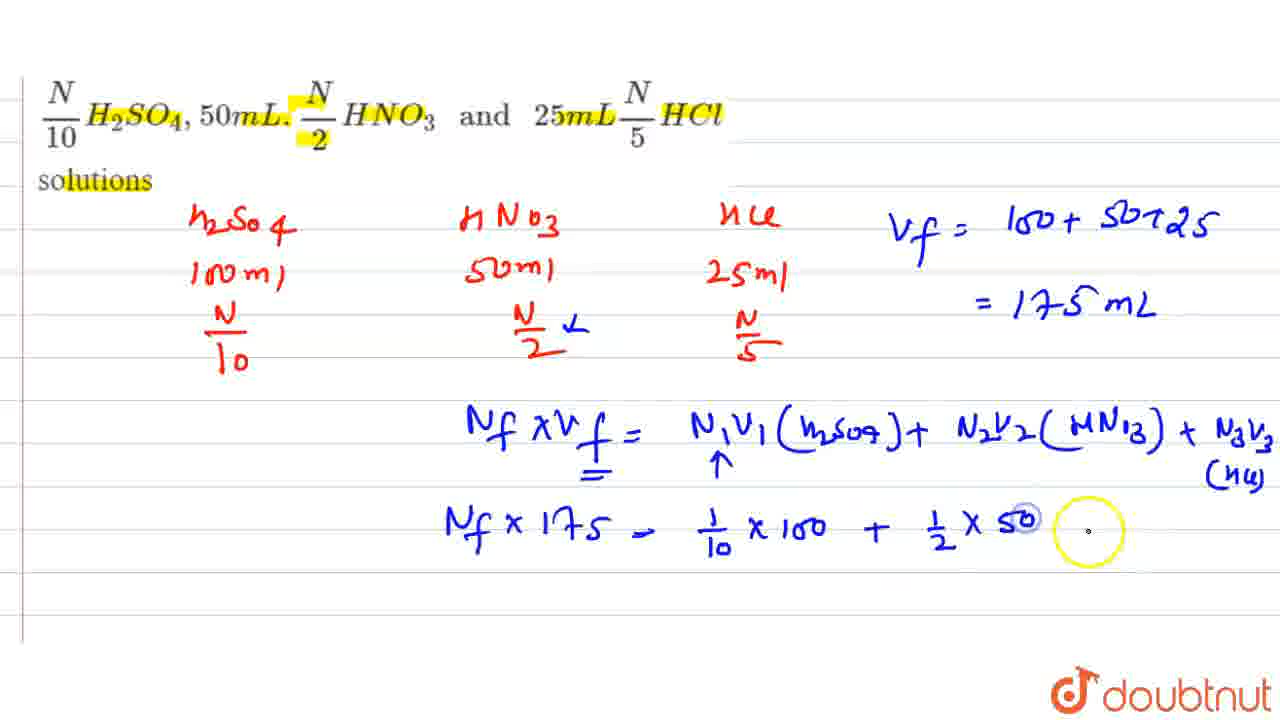 N/10 H₂SO₄, 50mL. N/2 HNO₃ and 25mL N/5 HCl
solutions
H2SO4 HNO3 HCl
100ml 50ml 25ml
N/10 N/2 N/5
Vf = 100 + 50 + 25
= 175 mL
Nf × Vf = N1V1 (H2SO4) + N2V2 (HNO3) + N3V3 (HCl)
Nf × 175 = 1/10 × 100 + 1/2 × 50
doubtnut